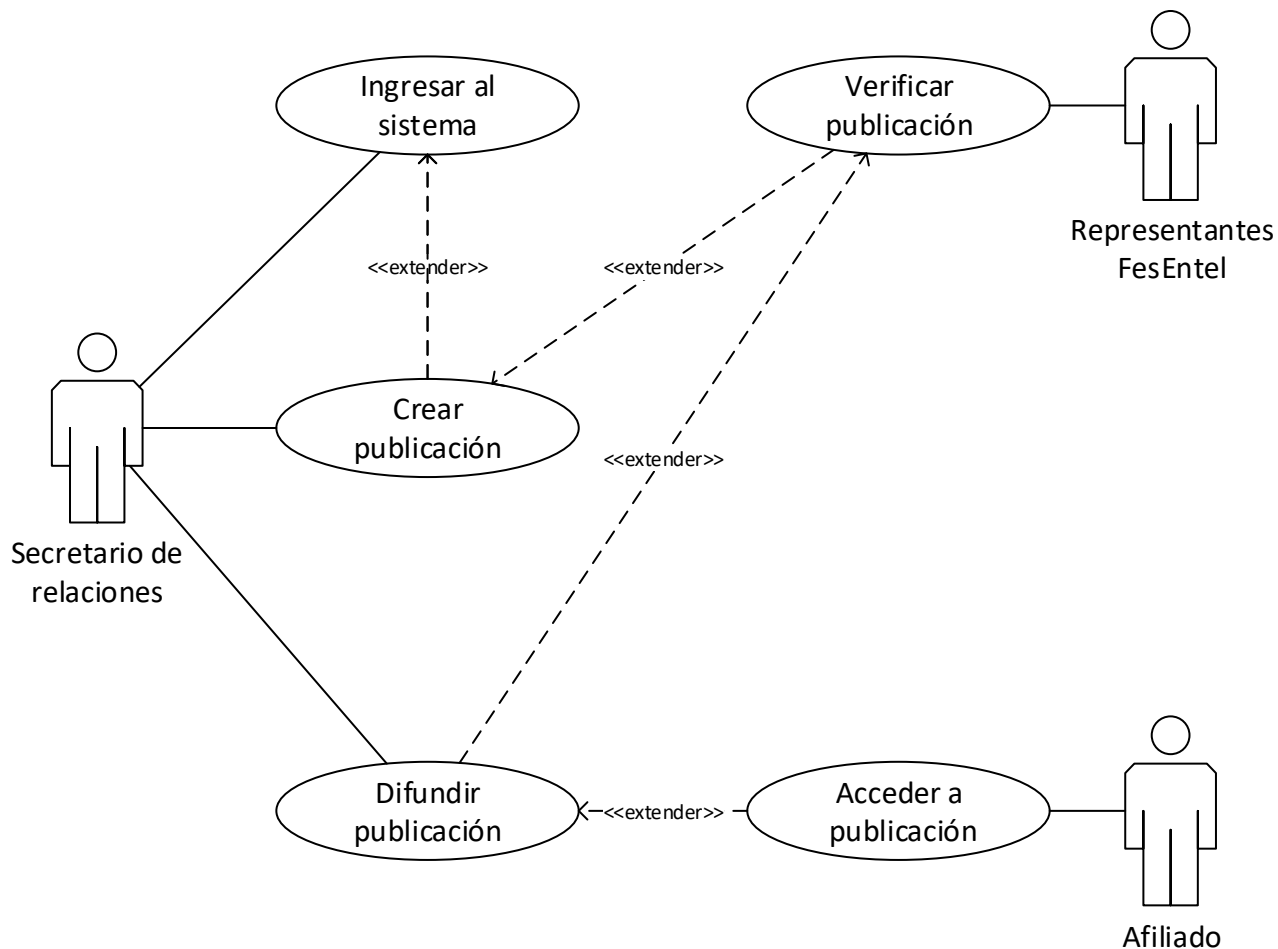 Ingresar al
sistema
Verificar
publicación
Representantes
FesEntel
<<extender>>
<<extender>>
Crear
publicación
<<extender>>
Secretario de
relaciones
Difundir
publicación
<<extender>>
Acceder a
publicación
Afiliado